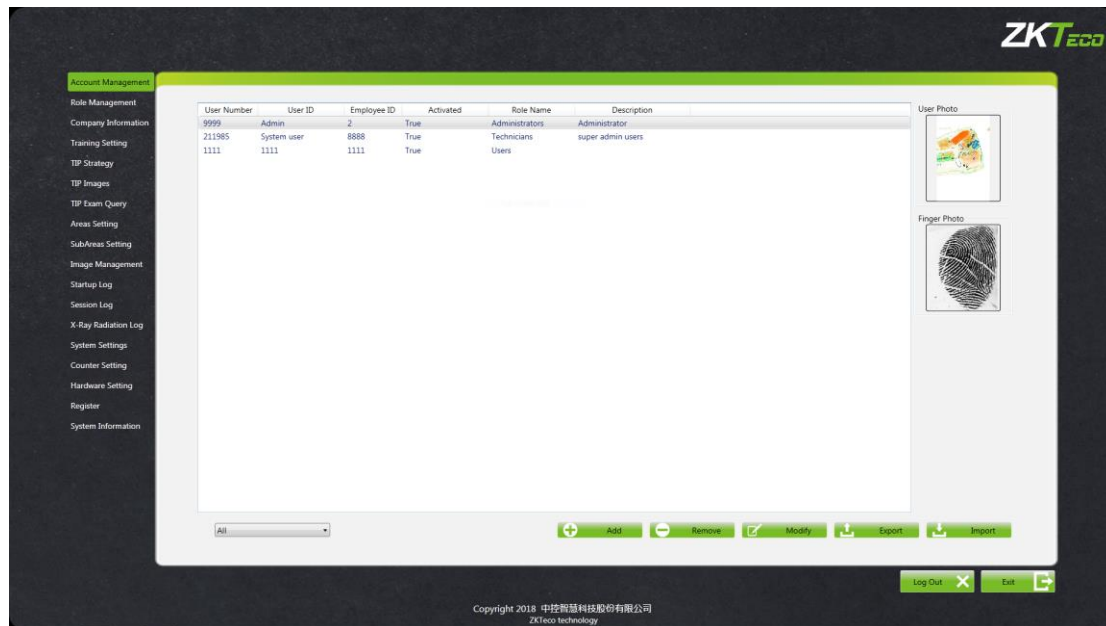 ZKTeco
Account Management
Role Management
Company Information
Training Setting
TIP Strategy
TIP Images
TIP Exam Query
Areas Setting
SubAreas Setting
Image Management
Startup Log
Session Log
X-Ray Radiation Log
System Settings
Counter Setting
Hardware Setting
Register
System Information
User Number User ID Employee ID Activated Role Name Description
9999 Admin 2 True Administrators Administrator
211985 System user 8888 True Technicians super admin users
1111 1111 1111 True Users
User Photo
Finger Photo
All
Add Remove Modify Export Import
Log Out Exit
Copyright 2018 中控智慧科技股份有限公司
ZKTeco technology